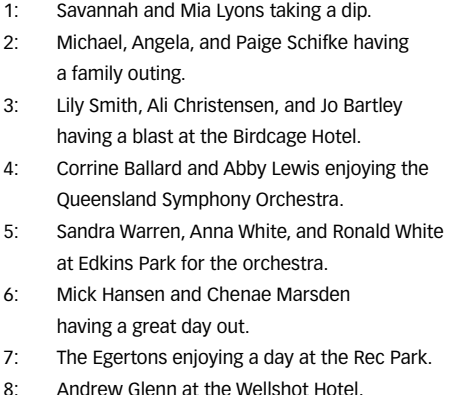 1: Savannah and Mia Lyons taking a dip.
2: Michael, Angela, and Paige Schifke having
a family outing.
3: Lily Smith, Ali Christensen, and Jo Bartley
having a blast at the Birdcage Hotel.
4: Corrine Ballard and Abby Lewis enjoying the
Queensland Symphony Orchestra.
5: Sandra Warren, Anna White, and Ronald White
at Edkins Park for the orchestra.
6: Mick Hansen and Chenae Marsden
having a great day out.
7: The Egertons enjoying a day at the Rec Park.
8: Andrew Glenn at the Wellshot Hotel.